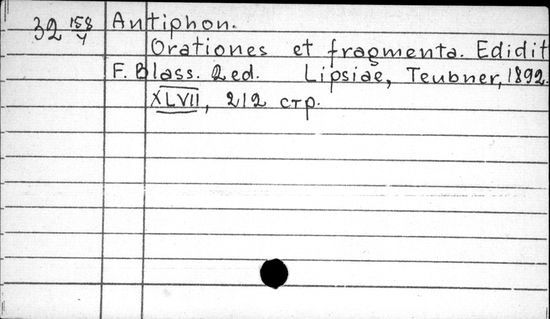 32 158/4 Antiphon.
Orationes et fragmenta. Edidit
F. Blass. 2 ed. Lipsiae, Teubner, 1892.
XLVII, 212 стр.